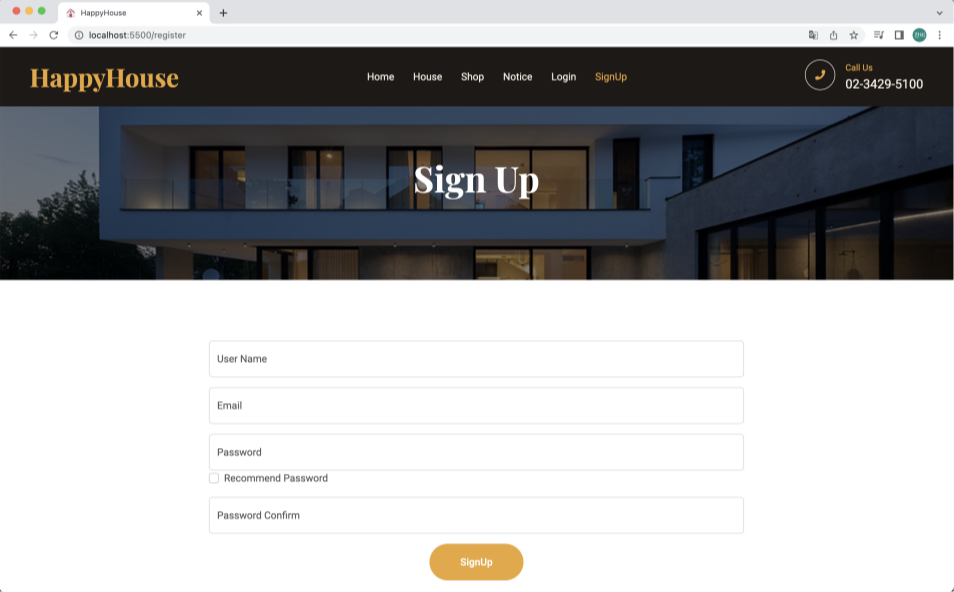 HappyHouse
localhost:5500/register
HappyHouse
Home House Shop Notice Login SignUp
Call Us
02-3429-5100
Sign Up
User Name
Email
Password
Recommend Password
Password Confirm
SignUp